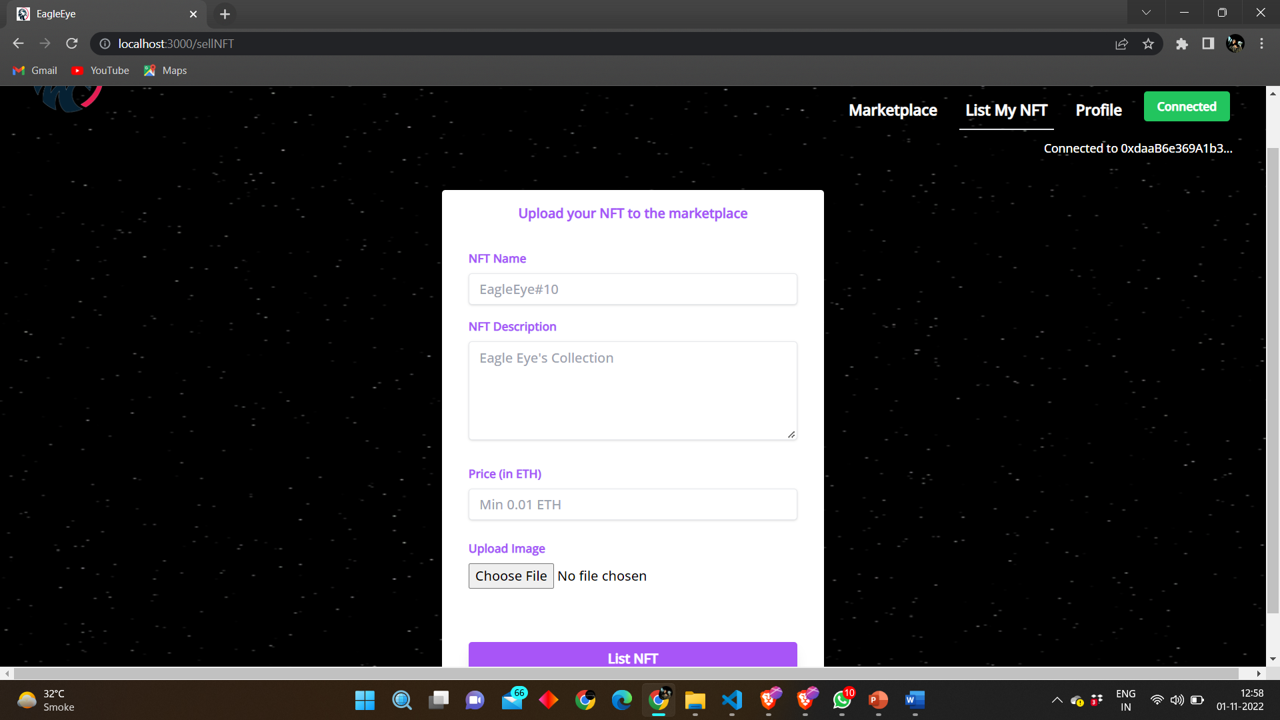 EagleEye
localhost:3000/sellNFT
Gmail YouTube Maps
Marketplace List My NFT Profile Connected
Connected to 0xdaaB6e369A1b3...
Upload your NFT to the marketplace
NFT Name
EagleEye#10
NFT Description
Eagle Eye's Collection
Price (in ETH)
Min 0.01 ETH
Upload Image
Choose File No file chosen
List NFT
32°C
Smoke
66
10
3
ENG
IN
12:58
01-11-2022